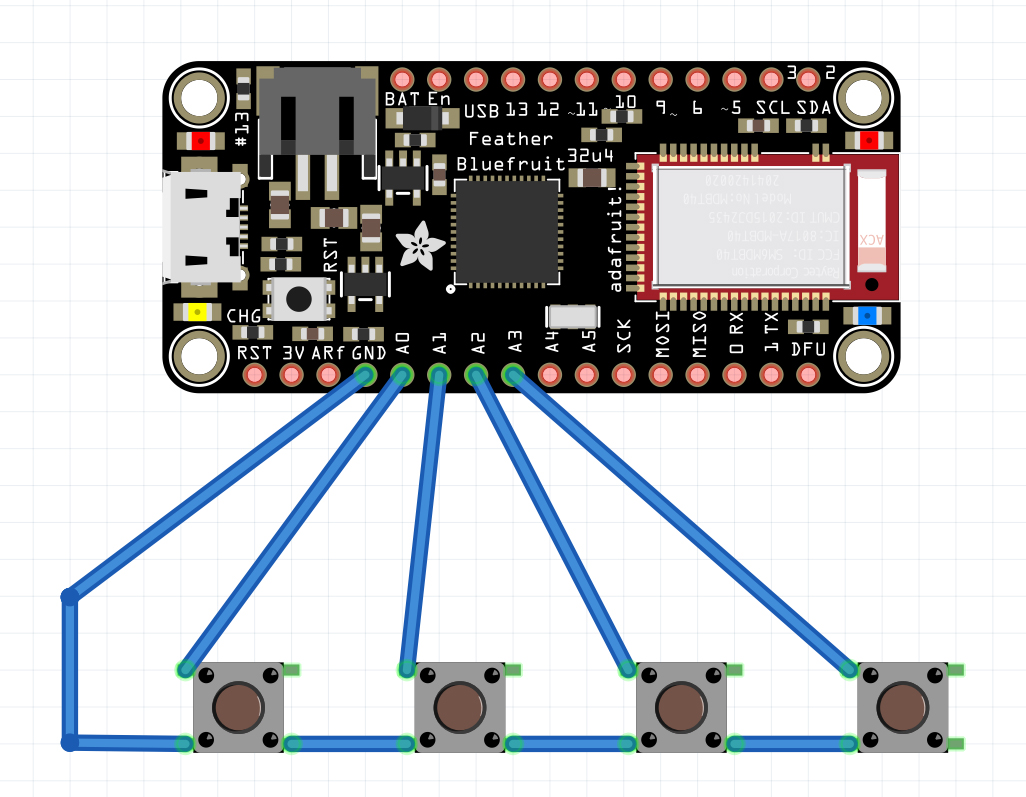 3 2
BAT En USB 13 12 ~11 ~10 9~ 6 ~5 SCL SDA
#13
Feather
Bluefruit 32u4
adafruit!
2841420020
Model No:MDBT40
CMIIT ID:2015DJ2435
IC:8017A-MDBT40
FCC ID: SH6MDBT40
Raytac Corporation
ACX
RST
CHG
RST 3V ARf GND A0 A1 A2 A3 A4 A5 SCK MOSI MISO 0 RX 1 TX DFU